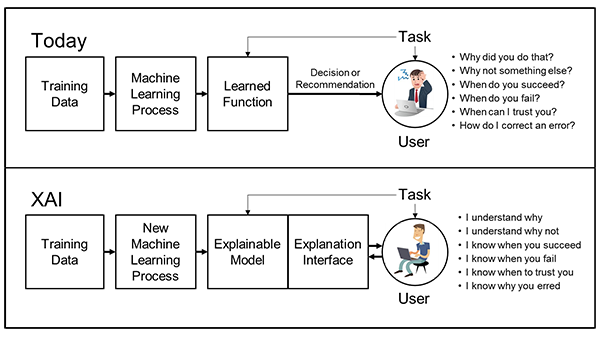 Today
Task
Training
Data
Machine
Learning
Process
Learned
Function
Decision or
Recommendation
User
• Why did you do that?
• Why not something else?
• When do you succeed?
• When do you fail?
• When can I trust you?
• How do I correct an error?
XAI
Task
Training
Data
New
Machine
Learning
Process
Explainable
Model
Explanation
Interface
User
• I understand why
• I understand why not
• I know when you succeed
• I know when you fail
• I know when to trust you
• I know why you erred